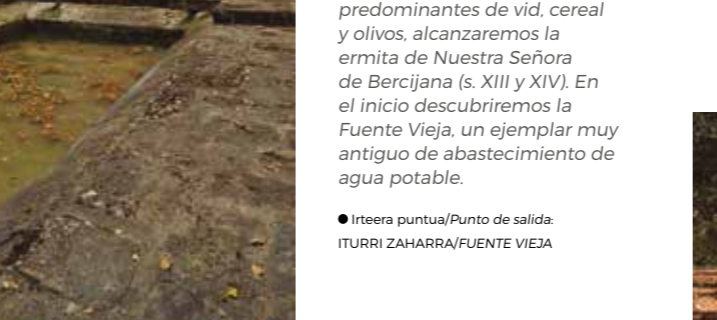 predominantes de vid, cereal
y olivos, alcanzaremos la
ermita de Nuestra Señora
de Bercijana (s. XIII y XIV). En
el inicio descubriremos la
Fuente Vieja, un ejemplar muy
antiguo de abastecimiento de
agua potable.
● Irteera puntua/Punto de salida:
ITURRI ZAHARRA/FUENTE VIEJA